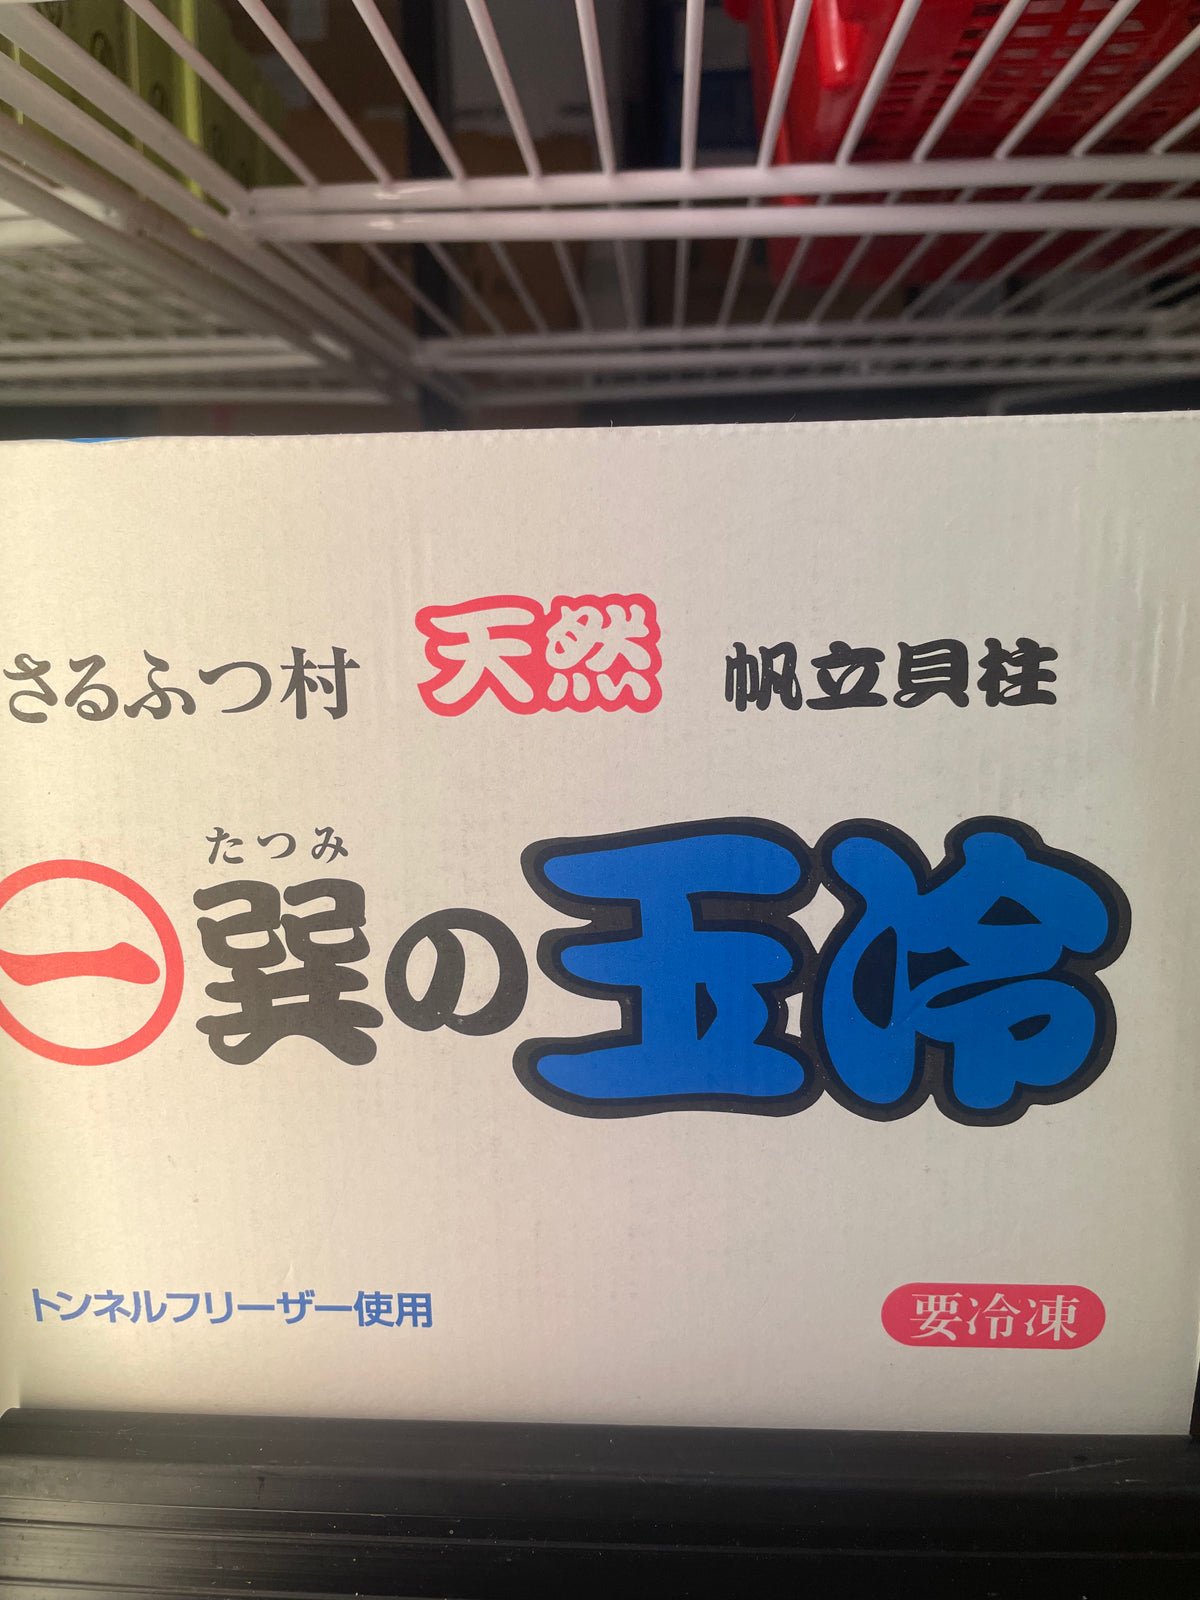 さるふつ村 天然 帆立貝柱
たつみ
一 巽の玉冷
トンネルフリーザー使用
要冷凍